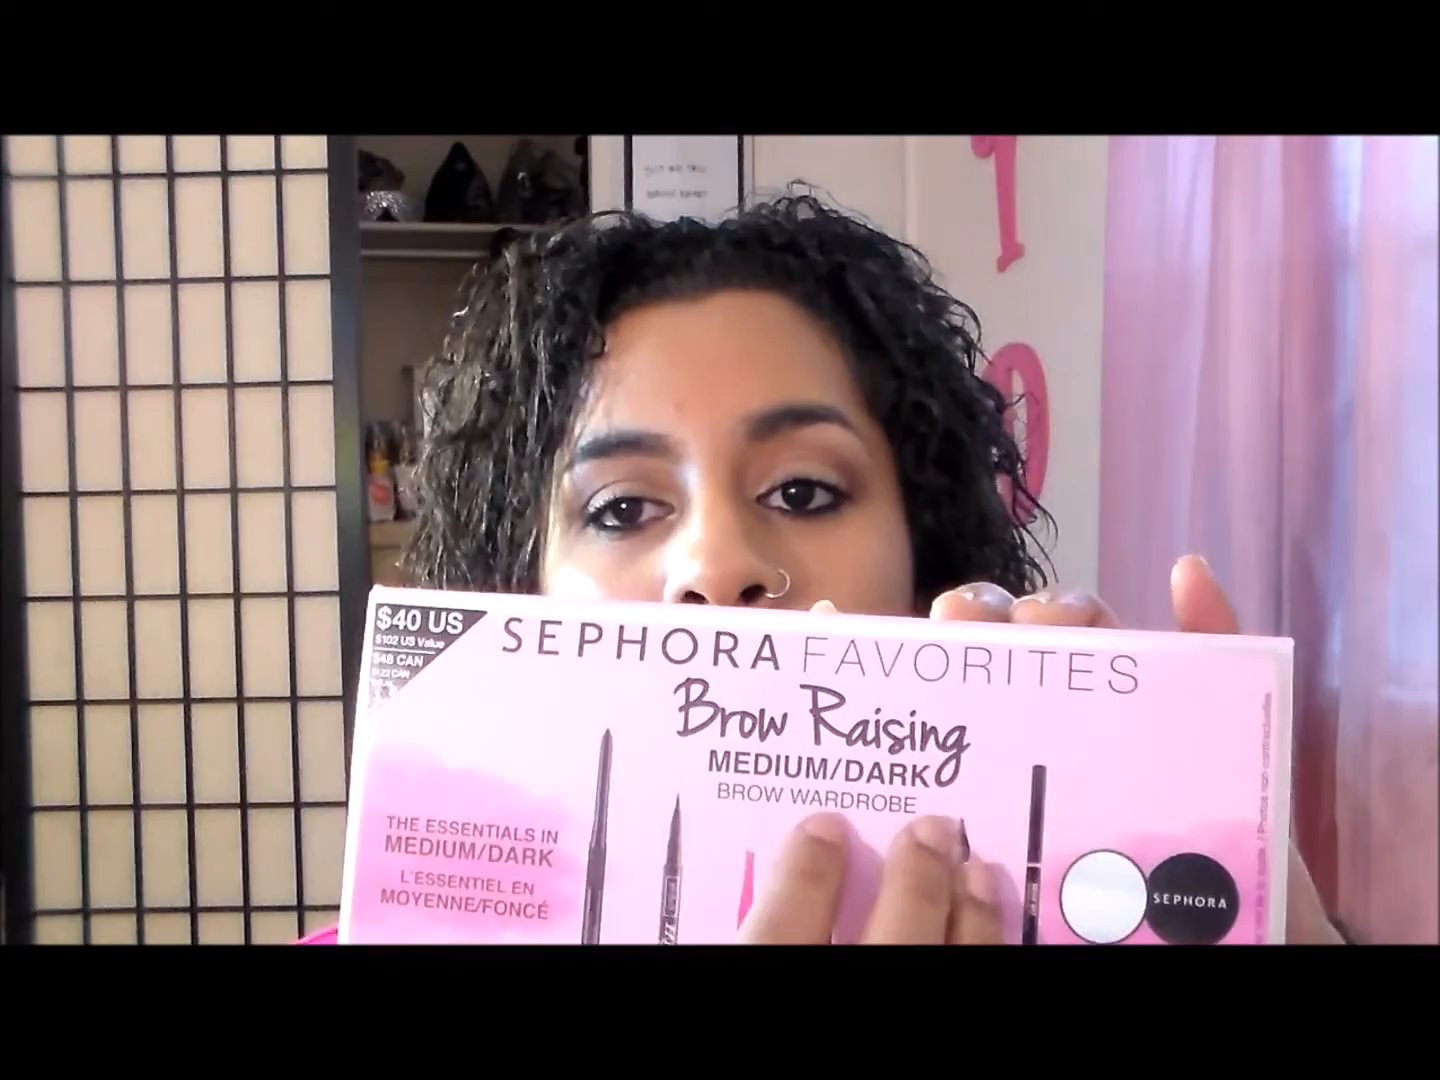 $40 US
$102 US Value
$48 CAN
SEPHORA FAVORITES
Brow Raising
MEDIUM/DARK
BROW WARDROBE
THE ESSENTIALS IN
MEDIUM/DARK
L'ESSENTIEL EN
MOYENNE/FONCÉ
SEPHORA